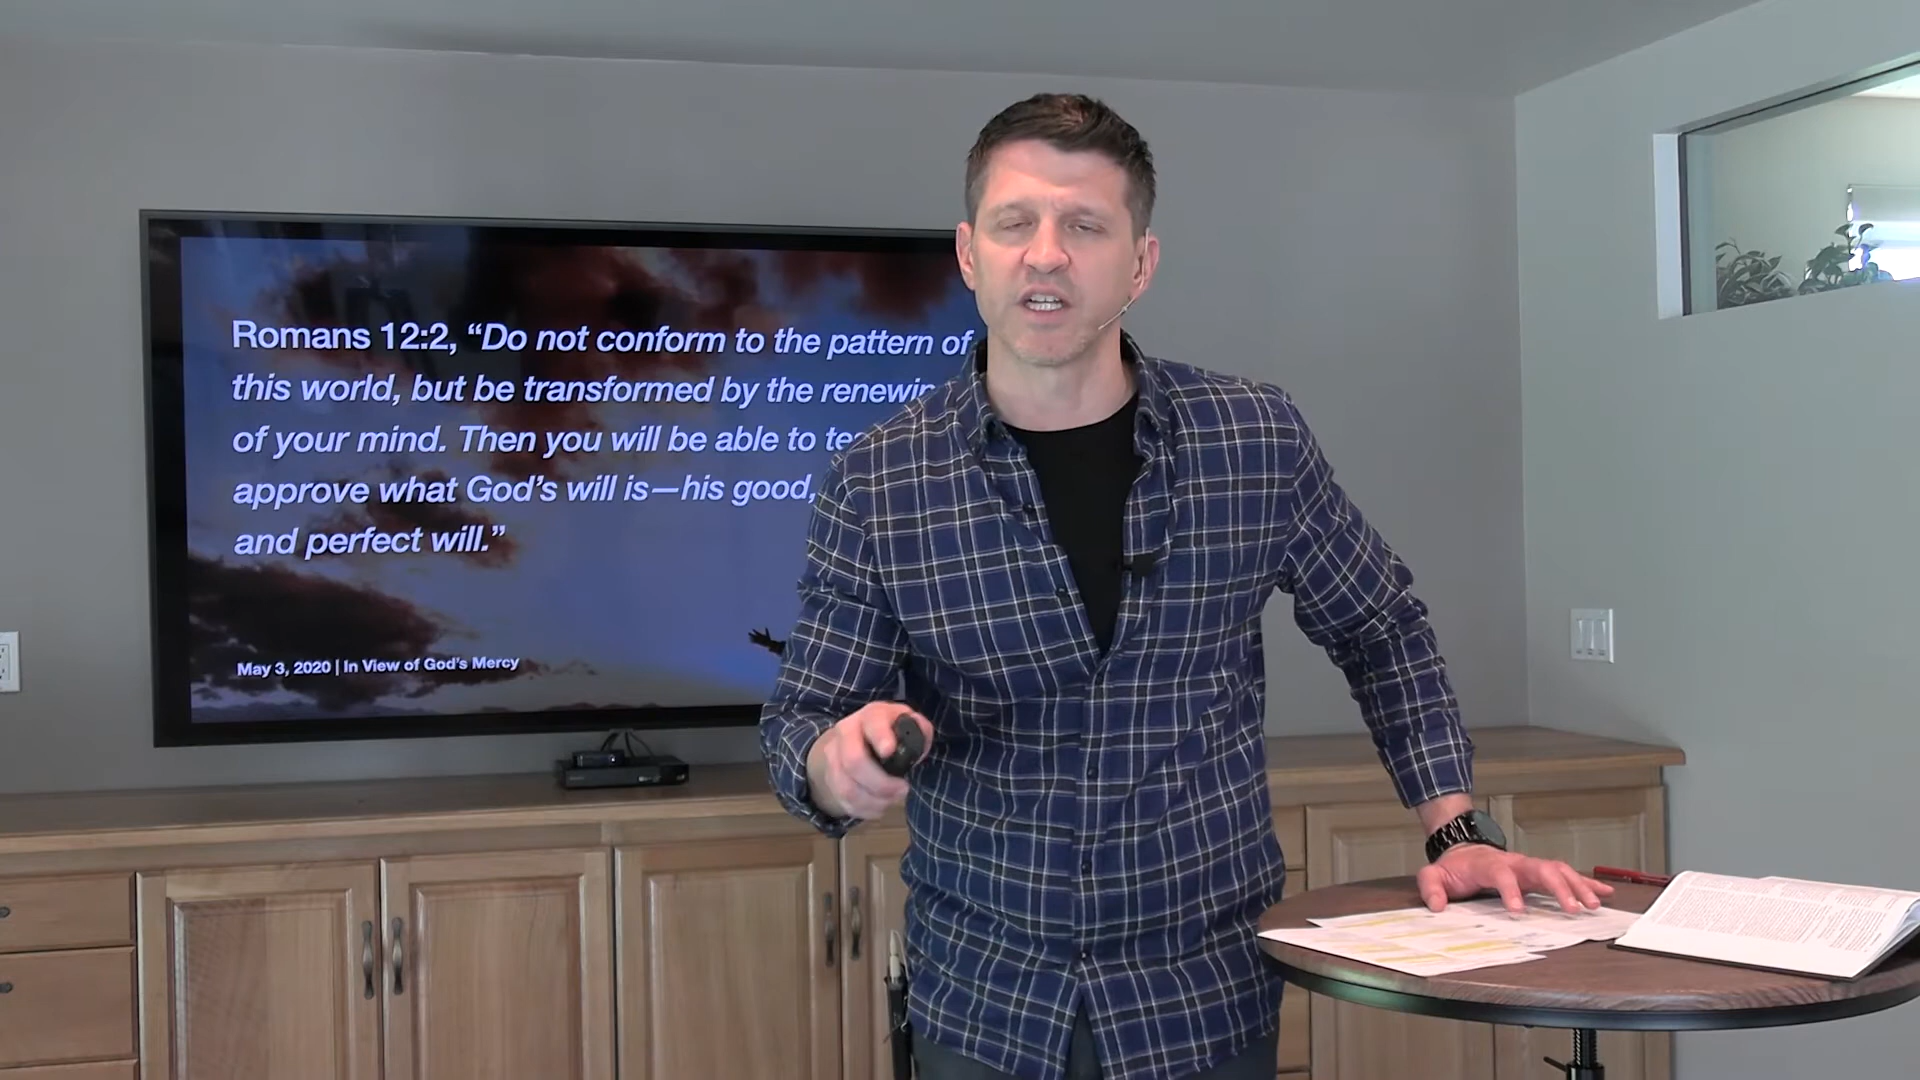 Romans 12:2, “Do not conform to the pattern of
this world, but be transformed by the
of your mind. Then you will be able to
approve what God’s will is—his good,
and perfect will.”
May 3, 2020 | In View of God’s Mercy